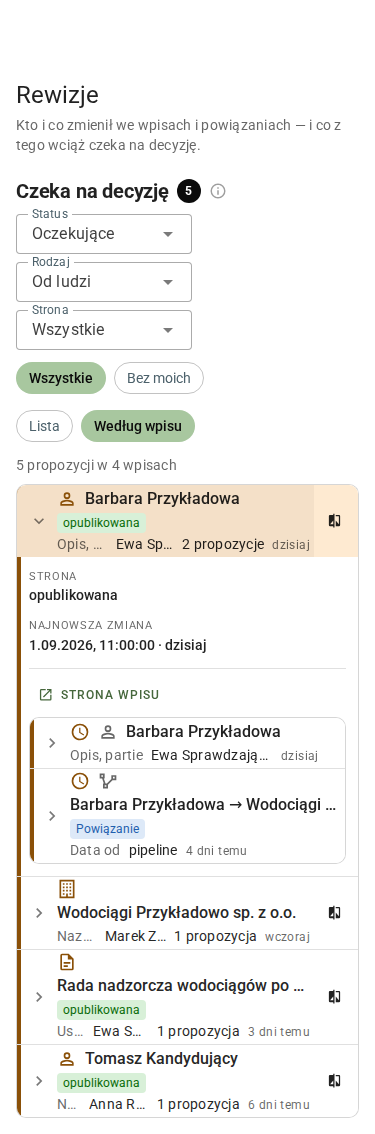 Rewizje
Kto i co zmienił we wpisach i powiązaniach — i co z
tego wciąż czeka na decyzję.
Czeka na decyzję 5
Status
Oczekujące
Rodzaj
Od ludzi
Strona
Wszystkie
Wszystkie Bez moich
Lista Według wpisu
5 propozycji w 4 wpisach
Barbara Przykładowa
opublikowana
Opis, … Ewa Sp… 2 propozycje dzisiaj
STRONA
opublikowana
NAJNOWSZA ZMIANA
1.09.2026, 11:00:00 · dzisiaj
STRONA WPISU
Barbara Przykładowa
Opis, partie Ewa Sprawdzają… dzisiaj
Barbara Przykładowa → Wodociągi …
Powiązanie
Data od pipeline 4 dni temu
Wodociągi Przykładowo sp. z o.o.
Naz… Marek Z… 1 propozycja wczoraj
Rada nadzorcza wodociągów po …
opublikowana
Us… Ewa S… 1 propozycja 3 dni temu
Tomasz Kandydujący
opublikowana
N… Anna R… 1 propozycja 6 dni temu